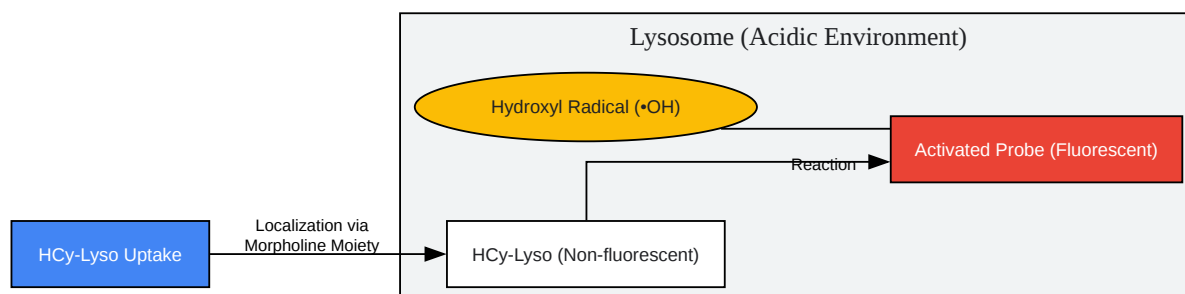 Lysosome (Acidic Environment)
Hydroxyl Radical (•OH)
Activated Probe (Fluorescent)
Reaction
Localization via
Morpholine Moiety
HCy-Lyso Uptake
HCy-Lyso (Non-fluorescent)